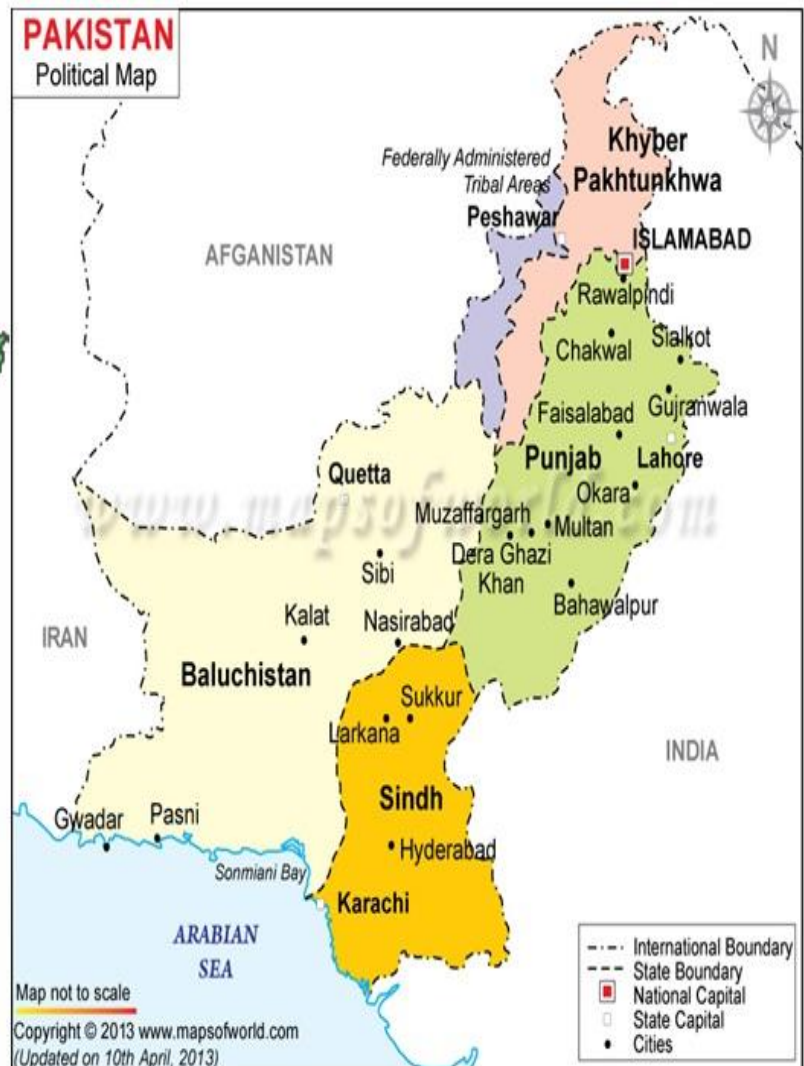 PAKISTAN
Political Map
N
Khyber
Pakhtunkhwa
Federally Administered
Tribal Areas
Peshawar
ISLAMABAD
AFGANISTAN
Rawalpindi
Chakwal
Sialkot
Gujranwala
Faisalabad
Punjab
Lahore
Quetta
www.mapsofworld.com
Okara
Muzaffargarh
Multan
Dera Ghazi
Khan
Sibi
Bahawalpur
Kalat
Nasirabad
IRAN
Baluchistan
Sukkur
Larkana
INDIA
Sindh
Gwadar
Pasni
Hyderabad
Sonmiani Bay
Karachi
ARABIAN
SEA
International Boundary
State Boundary
National Capital
State Capital
Cities
Map not to scale
Copyright © 2013 www.mapsofworld.com
(Updated on 10th April, 2013)